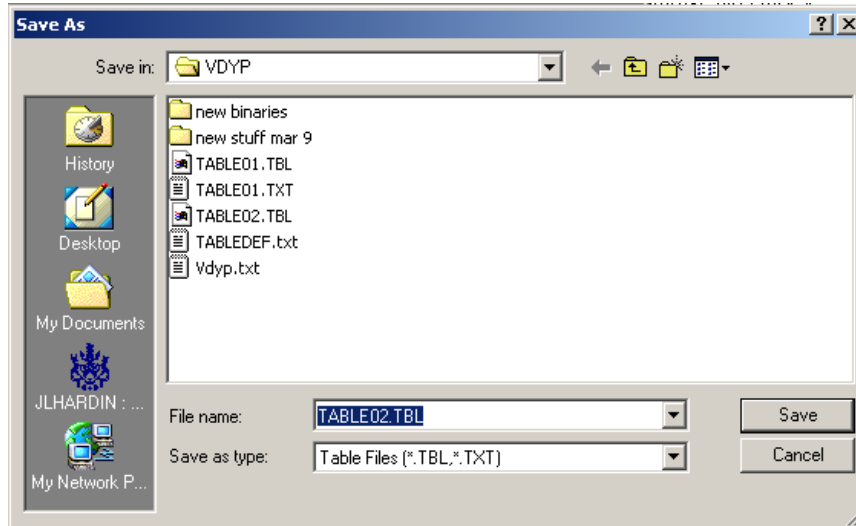 Save As
Save in:
VDYP
History
Desktop
My Documents
JLHARDIN : ...
My Network P...
new binaries
new stuff mar 9
TABLE01.TBL
TABLE01.TXT
TABLE02.TBL
TABLEDEF.txt
Vdyp.txt
File name:
TABLE02.TBL
Save
Save as type:
Table Files (*.TBL,*.TXT)
Cancel